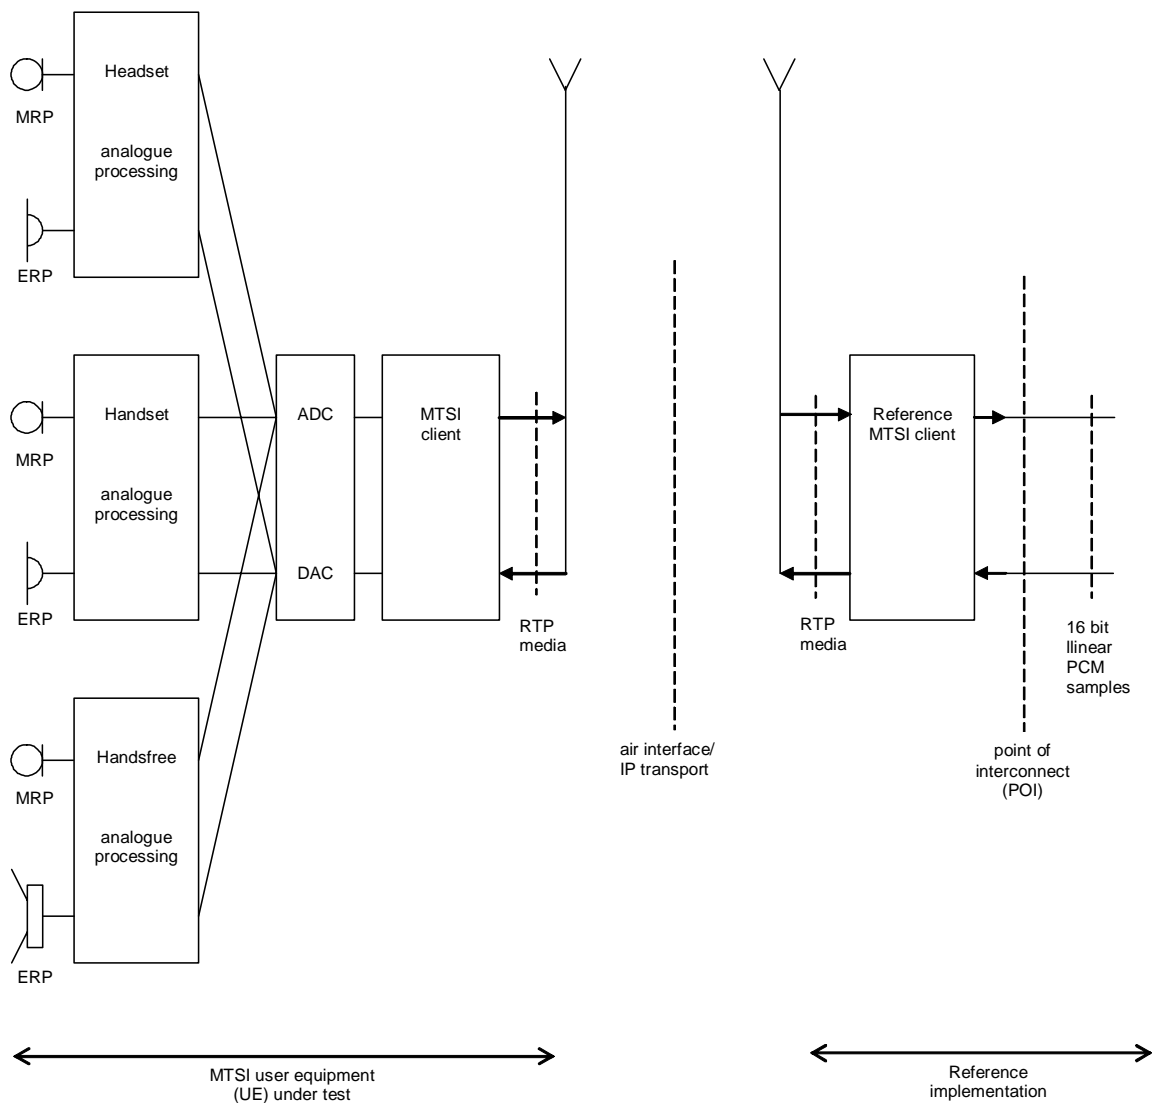 Headset
MRP
analogue
processing
ERP
Handset
MRP
analogue
processing
ERP
ADC
DAC
MTSI
client
RTP
media
Reference
MTSI client
RTP
media
16 bit
llinear
PCM
samples
Handsfree
MRP
analogue
processing
ERP
air interface/
IP transport
point of
interconnect
(POI)
MTSI user equipment
(UE) under test
Reference
implementation